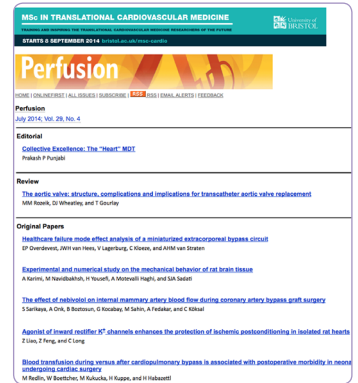 MSc IN TRANSLATIONAL CARDIOVASCULAR MEDICINE
University of
BRISTOL
TRAINING AND INSPIRING THE TRANSLATIONAL CARDIOVASCULAR MEDICINE RESEARCHERS OF THE FUTURE
STARTS 8 SEPTEMBER 2014 bristol.ac.uk/msc-cardio
Perfusion
HOME | ONLINEFIRST | ALL ISSUES | SUBSCRIBE | RSS RSS | EMAIL ALERTS | FEEDBACK
Perfusion
July 2014; Vol. 29, No. 4
Editorial
Collective Excellence: The "Heart" MDT
Prakash P Punjabi
Review
The aortic valve: structure, complications and implications for transcatheter aortic valve replacement
MM Rozeik, DJ Wheatley, and T Gourlay
Original Papers
Healthcare failure mode effect analysis of a miniaturized extracorporeal bypass circuit
EP Overdevest, JWH van Hees, V Lagerburg, C Kloeze, and AHM van Straten
Experimental and numerical study on the mechanical behavior of rat brain tissue
A Karimi, M Navidbakhsh, H Yousefi, A Motevalli Haghi, and SJA Sadati
The effect of nebivolol on internal mammary artery blood flow during coronary artery bypass graft surgery
S Sarikaya, A Onk, B Bootosun, G Kocabay, M Sahin, A Fedakar, and C Köksal
Agonist of inward rectifier K+ channels enhances the protection of ischemic postconditioning in isolated rat hearts
Z Liao, Z Feng, and C Long
Blood transfusion during versus after cardiopulmonary bypass is associated with postoperative morbidity in neona
undergoing cardiac surgery
M Redlin, W Boettcher, M Kukucka, H Kuppe, and H Habazettl